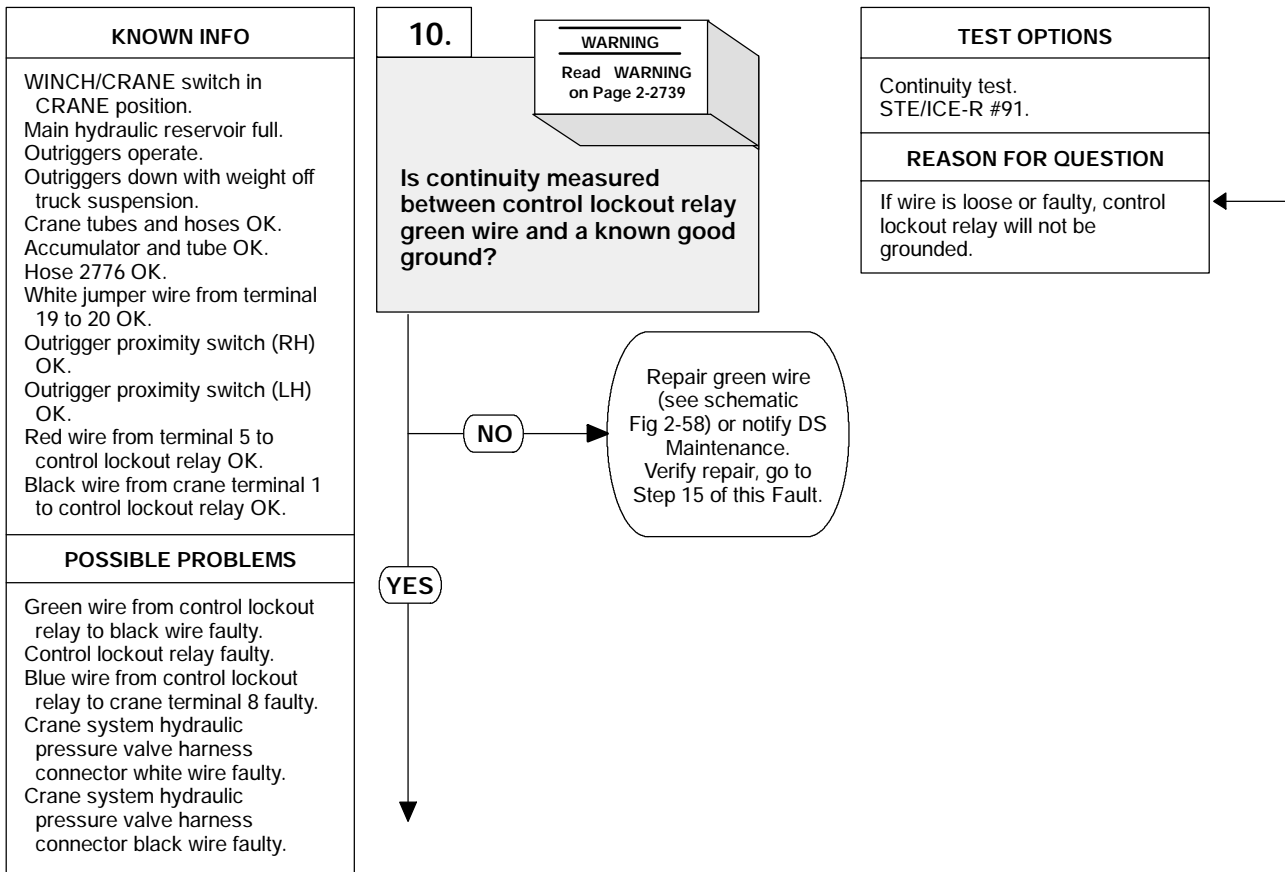 KNOWN INFO
WINCH/CRANE switch in
CRANE position.
Main hydraulic reservoir full.
Outriggers operate.
Outriggers down with weight off
truck suspension.
Crane tubes and hoses OK.
Accumulator and tube OK.
Hose 2776 OK.
White jumper wire from terminal
19 to 20 OK.
Outrigger proximity switch (RH)
OK.
Outrigger proximity switch (LH)
OK.
Red wire from terminal 5 to
control lockout relay OK.
Black wire from crane terminal 1
to control lockout relay OK.
POSSIBLE PROBLEMS
Green wire from control lockout
relay to black wire faulty.
Control lockout relay faulty.
Blue wire from control lockout
relay to crane terminal 8 faulty.
Crane system hydraulic
pressure valve harness
connector white wire faulty.
Crane system hydraulic
pressure valve harness
connector black wire faulty.
10.
WARNING
Read WARNING
on Page 2-2739
Is continuity measured
between control lockout relay
green wire and a known good
ground?
NO
Repair green wire
(see schematic
Fig 2-58) or notify DS
Maintenance.
Verify repair, go to
Step 15 of this Fault.
YES
TEST OPTIONS
Continuity test.
STE/ICE-R #91.
REASON FOR QUESTION
If wire is loose or faulty, control
lockout relay will not be
grounded.